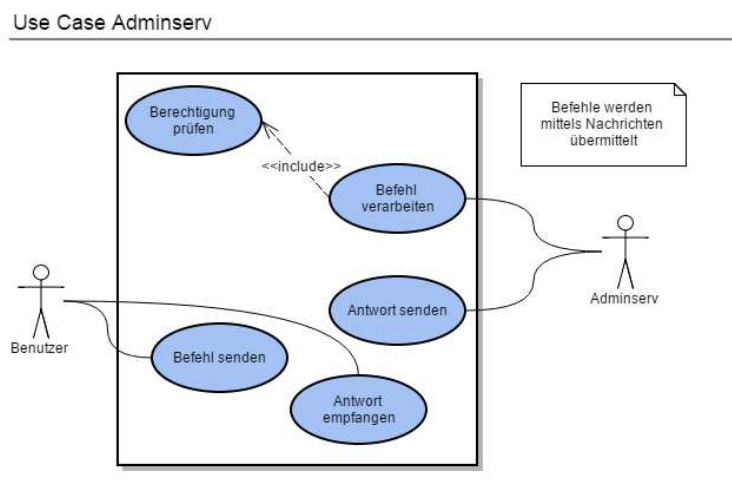 Use Case Adminserv
Berechtigung
prüfen
Befehle werden
mittels Nachrichten
übermittelt
<<include>>
Befehl
verarbeiten
Adminserv
Antwort senden
Benutzer
Befehl senden
Antwort
empfangen